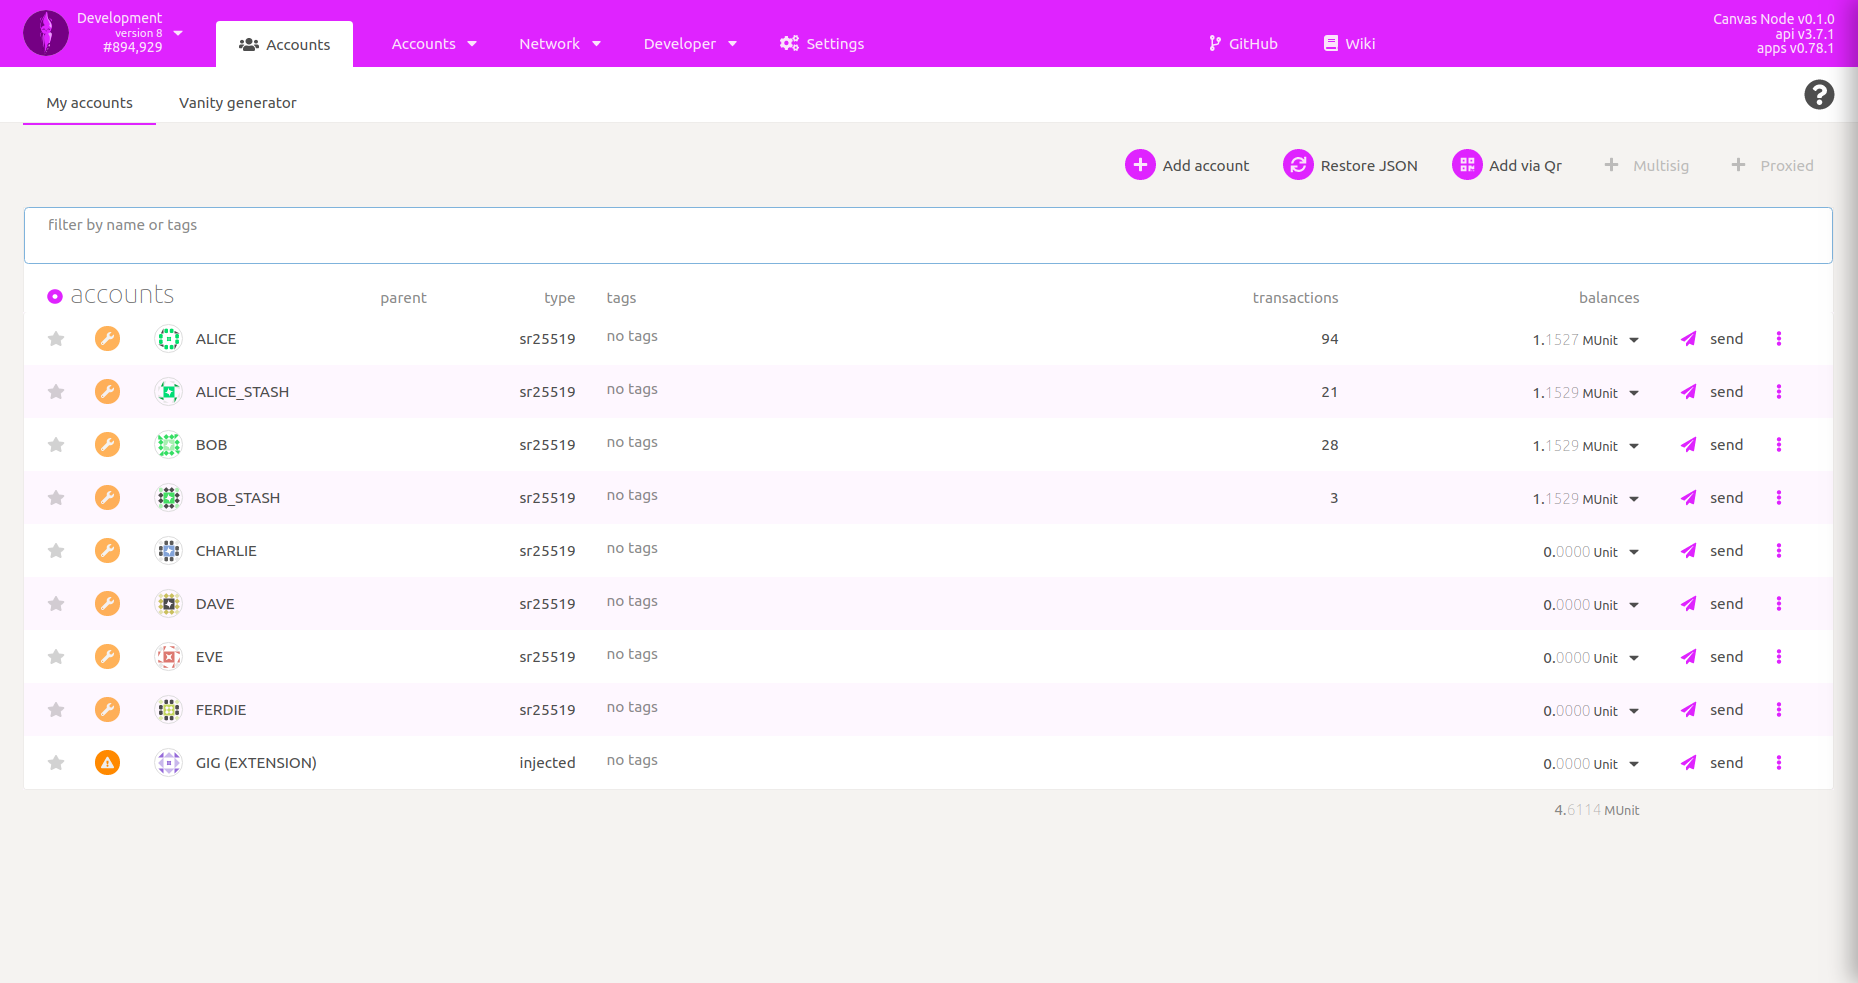 Development
version 8
#894,929
Accounts
Accounts
Network
Developer
Settings
GitHub
Wiki
Canvas Node v0.1.0
api v3.7.1
apps v0.78.1
My accounts
Vanity generator
Add account
Restore JSON
Add via Qr
Multisig
Proxied
filter by name or tags
accounts parent type tags transactions balances
ALICE sr25519 no tags 94 1.1527 MUnit send
ALICE_STASH sr25519 no tags 21 1.1529 MUnit send
BOB sr25519 no tags 28 1.1529 MUnit send
BOB_STASH sr25519 no tags 3 1.1529 MUnit send
CHARLIE sr25519 no tags 0.0000 Unit send
DAVE sr25519 no tags 0.0000 Unit send
EVE sr25519 no tags 0.0000 Unit send
FERDIE sr25519 no tags 0.0000 Unit send
GIG (EXTENSION) injected no tags 0.0000 Unit send
4.6114 MUnit